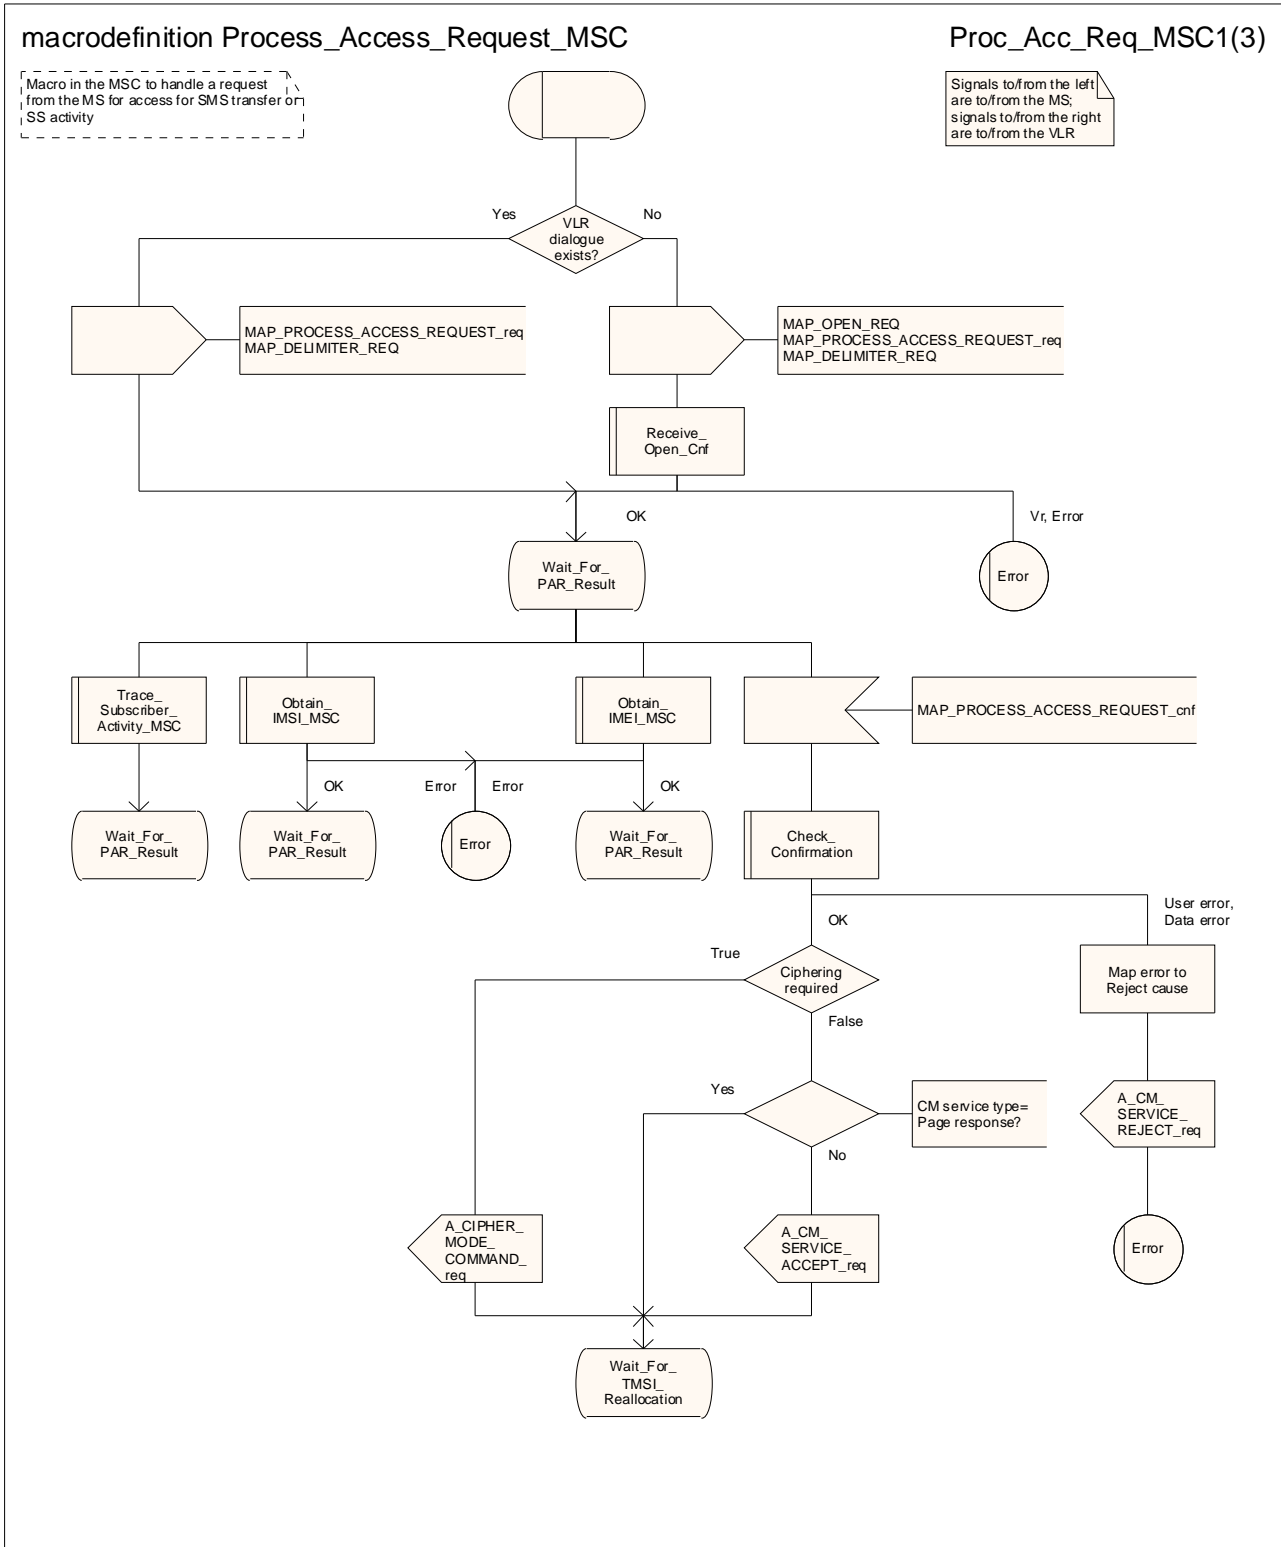 macrodefinition Process_Access_Request_MSC
Proc_Acc_Req_MSC1(3)
Macro in the MSC to handle a request
from the MS for access for SMS transfer or
SS activity
Signals to/from the left
are to/from the MS;
signals to/from the right
are to/from the VLR
Yes
No
VLR
dialogue
exists?
MAP_PROCESS_ACCESS_REQUEST_req
MAP_DELIMITER_REQ
MAP_OPEN_REQ
MAP_PROCESS_ACCESS_REQUEST_req
MAP_DELIMITER_REQ
Receive_
Open_Cnf
OK
Vr, Error
Wait_For_
PAR_Result
Error
Trace_
Subscriber_
Activity_MSC
Obtain_
IMSI_MSC
Obtain_
IMEI_MSC
MAP_PROCESS_ACCESS_REQUEST_cnf
OK
Error
Error
OK
Wait_For_
PAR_Result
Wait_For_
PAR_Result
Error
Wait_For_
PAR_Result
Check_
Confirmation
OK
User error,
Data error
True
Ciphering
required
Map error to
Reject cause
False
Yes
CM service type=
Page response?
A_CM_
SERVICE_
REJECT_req
No
A_CIPHER_
MODE_
COMMAND_
req
A_CM_
SERVICE_
ACCEPT_req
Error
Wait_For_
TMSI_
Reallocation